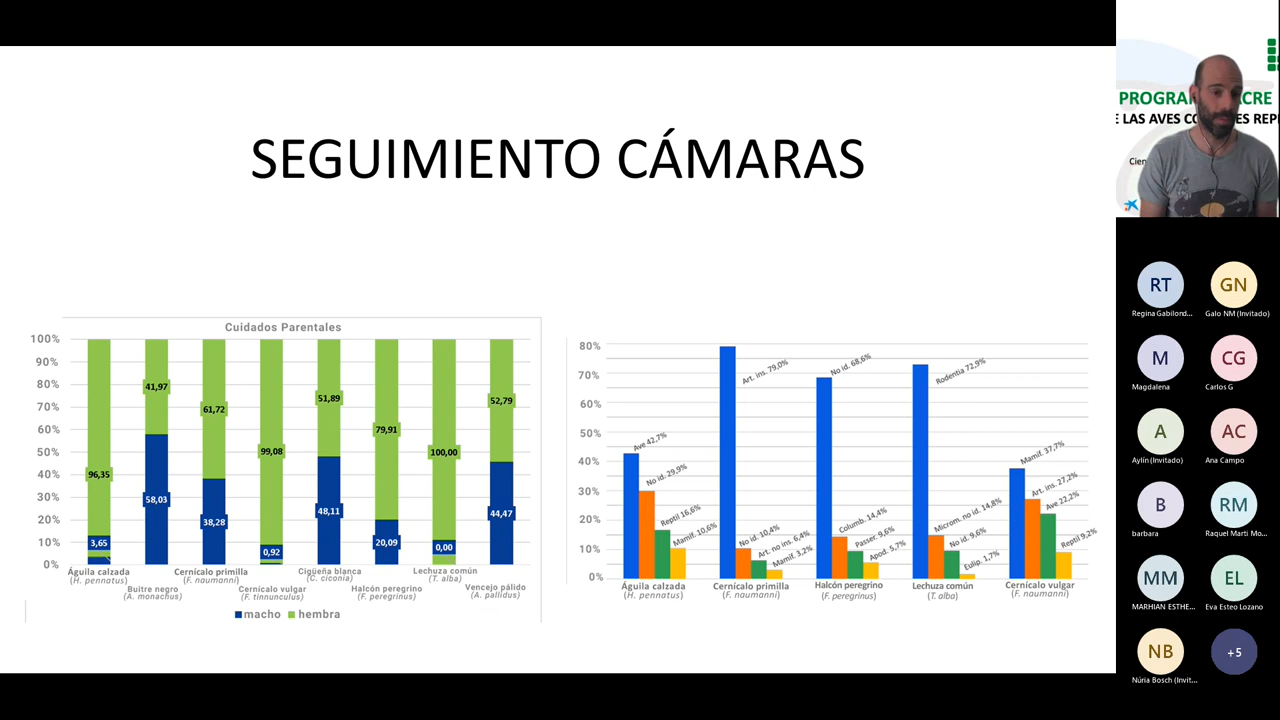 SEGUIMIENTO CÁMARAS
Cuidados Parentales
100%
90%
80%
70%
60%
50%
40%
30%
20%
10%
0%
96,35
3,65
41,97
58,03
61,72
38,28
99,08
0,92
51,89
48,11
79,91
20,09
100,00
0,00
52,79
44,47
Águila calzada
(H. pennatus)
Buitre negro
(A. monachus)
Cernícalo primilla
(F. naumanni)
Cernícalo vulgar
(F. tinnunculus)
Cigüeña blanca
(C. ciconia)
Halcón peregrino
(F. peregrinus)
Lechuza común
(T. alba)
Vencejo pálido
(A. pallidus)
macho hembra
80%
70%
60%
50%
40%
30%
20%
10%
0%
Ave 42,7%
No id. 29,9%
Reptil 16,6%
Mamif. 10,6%
Art. ins. 79,0%
No id. 10,4%
Art. no ins. 6,4%
Mamif. 3,2%
No id. 68,6%
Columb. 14,4%
Passer. 9,6%
Apod. 5,7%
Rodentia 72,9%
Microm. no id. 14,8%
No id. 9,6%
Eulip. 1,7%
Mamif. 37,7%
Art. ins. 27,2%
Ave 22,2%
Reptil 9,2%
Águila calzada
(H. pennatus)
Cernícalo primilla
(F. naumanni)
Halcón peregrino
(F. peregrinus)
Lechuza común
(T. alba)
Cernícalo vulgar
(F. naumanni)
PROGRA CRE
E LAS AVES CO ES REP
Cien
RT
Regina Gabilond...
GN
Galo NM (Invitado)
M
Magdalena
CG
Carlos G
A
Aylín (Invitado)
AC
Ana Campo
B
barbara
RM
Raquel Martí Mo...
MM
MARHIAN ESTHE...
EL
Eva Esteo Lozano
NB
Núria Bosch (Invit...
+5